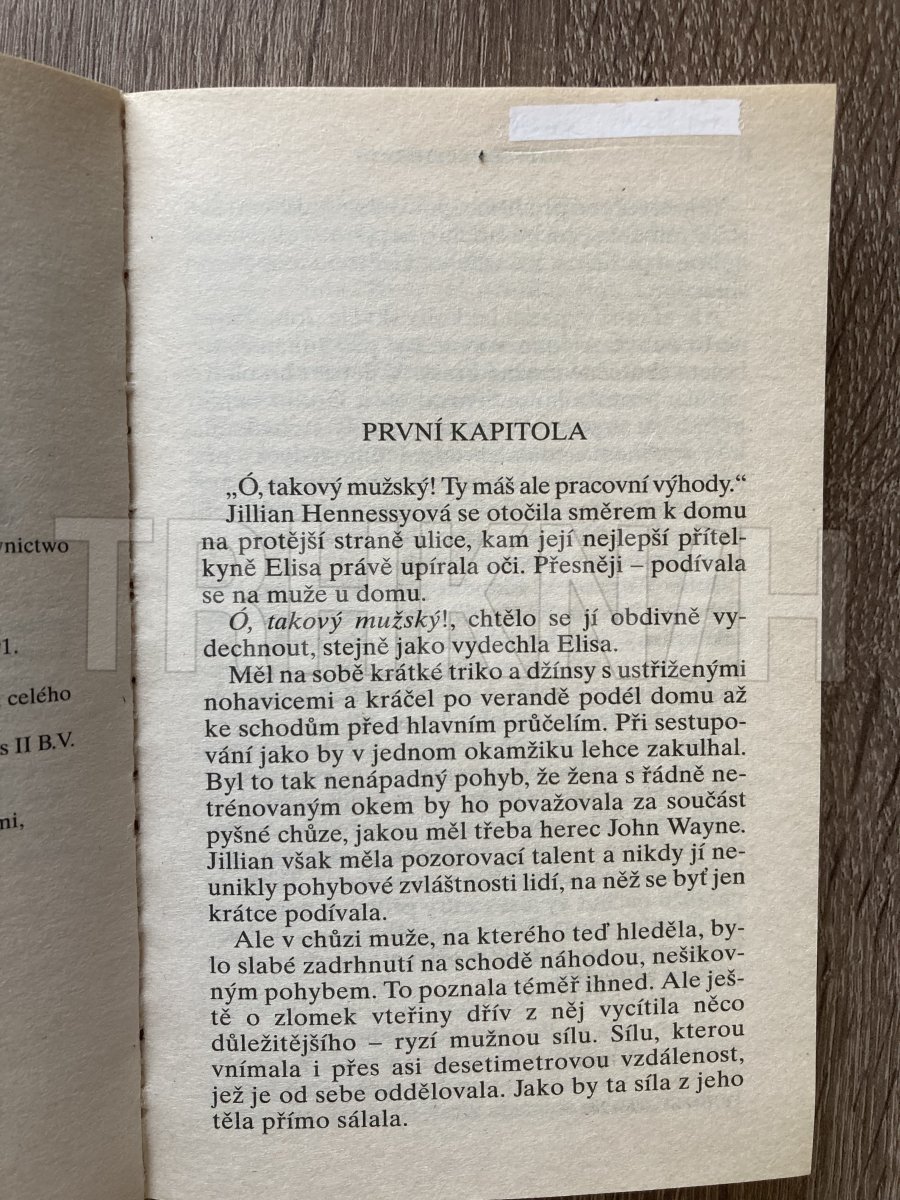 nictwo
1.
celého
s II B.V.
ni,
PRVNÍ KAPITOLA
„Ó, takový mužský! Ty máš ale pracovní výhody.“
Jillian Hennessyová se otočila směrem k domu
na protější straně ulice, kam její nejlepší přítel-
kyně Elisa právě upírala oči. Přesněji – podívala
se na muže u domu.
Ó, takový mužský!, chtělo se jí obdivně vy-
dechnout, stejně jako vydechla Elisa.
Měl na sobě krátké triko a džínsy s ustřiženými
nohavicemi a kráčel po verandě podél domu až
ke schodům před hlavním průčelím. Při sestupo-
vání jako by v jednom okamžiku lehce zakulhal.
Byl to tak nenápadný pohyb, že žena s řádně ne-
trénovaným okem by ho považovala za součást
pyšné chůze, jakou měl třeba herec John Wayne.
Jillian však měla pozorovací talent a nikdy jí ne-
unikly pohybové zvláštnosti lidí, na něž se byť jen
krátce podívala.
Ale v chůzi muže, na kterého teď hleděla, by-
lo slabé zadrhnutí na schodě náhodou, nešikov-
ným pohybem. To poznala téměř ihned. Ale ješ-
tě o zlomek vteřiny dřív z něj vycítila něco
důležitějšího – ryzí mužnou sílu. Sílu, kterou
vnímala i přes asi desetimetrovou vzdálenost,
jež je od sebe oddělovala. Jako by ta síla z jeho
těla přímo sálala.
TRHKNIH